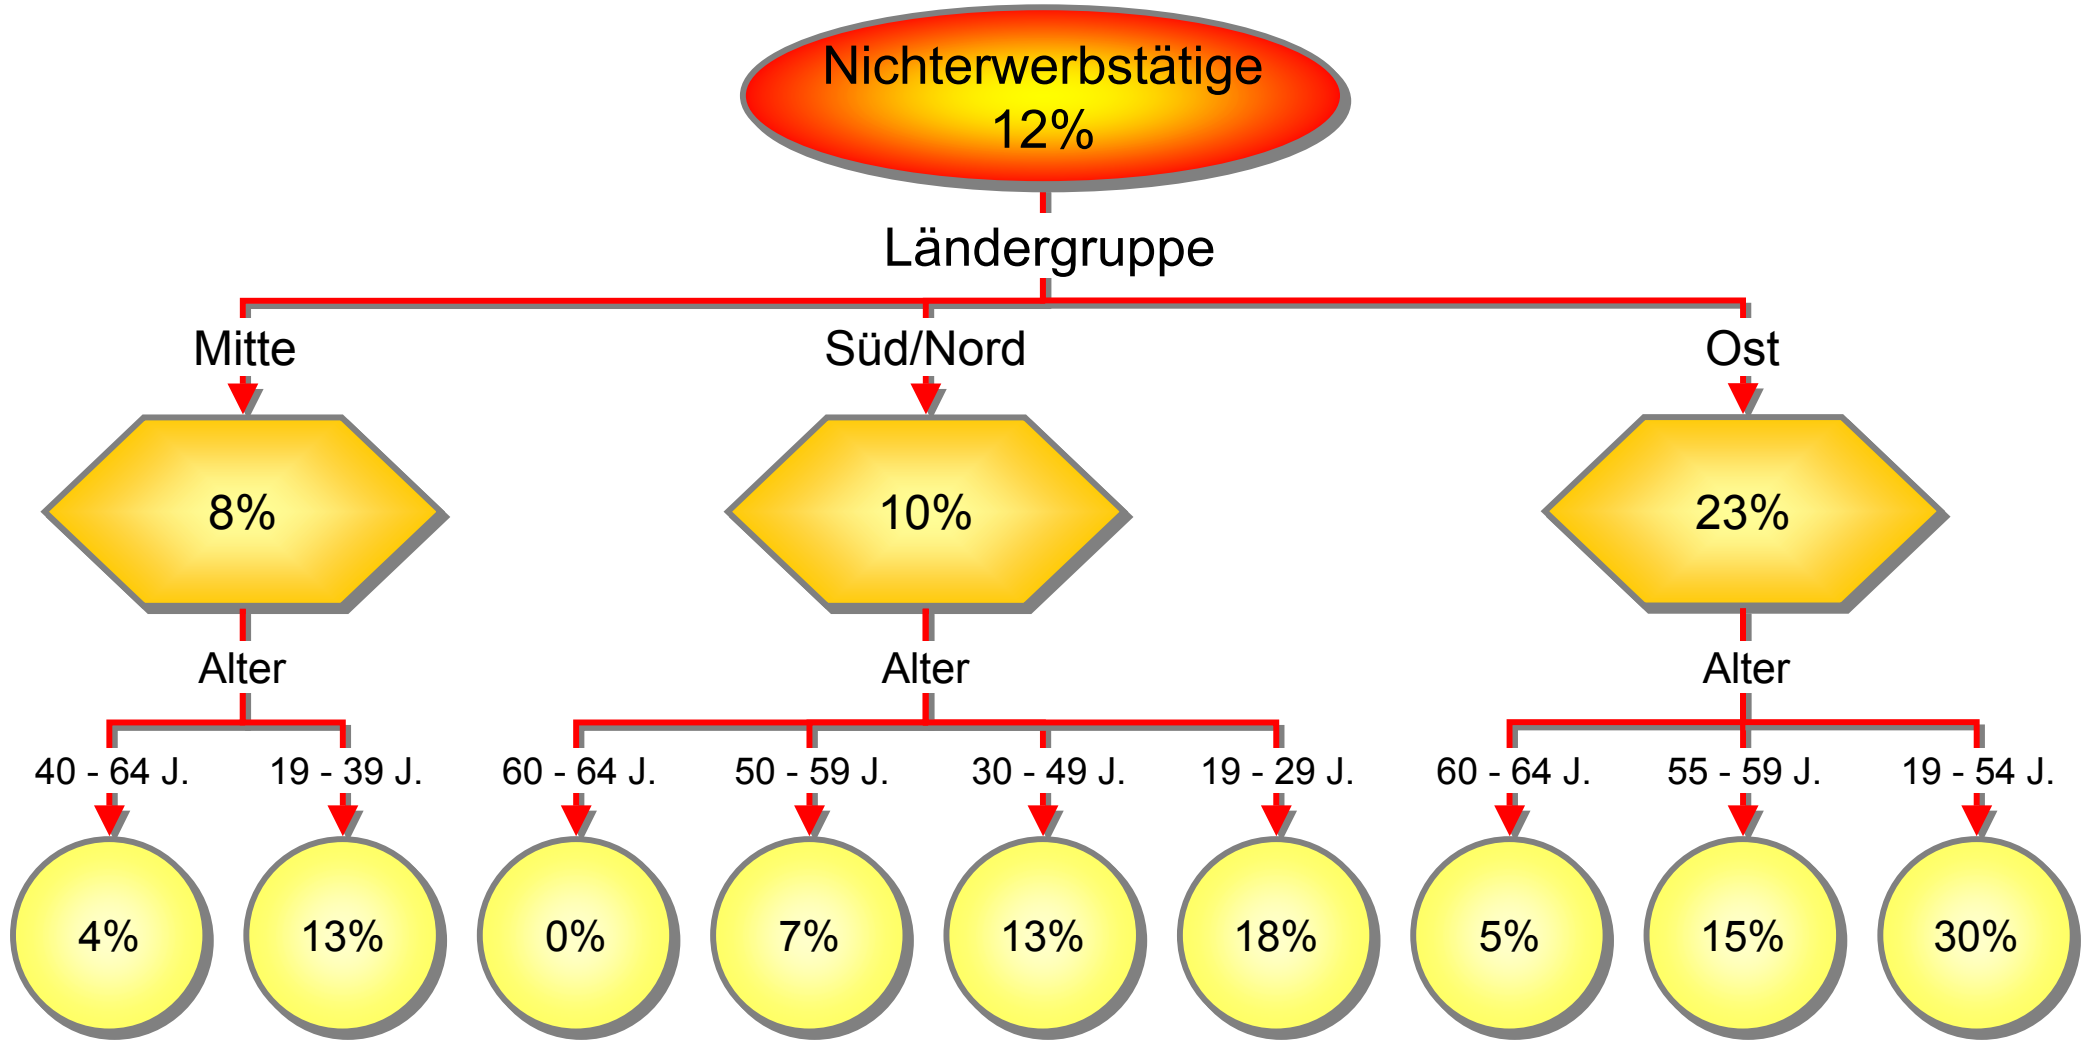 Nichterwerbstätige
12%
Ländergruppe
Mitte
Süd/Nord
Ost
8%
10%
23%
Alter
Alter
Alter
40 - 64 J.
19 - 39 J.
60 - 64 J.
50 - 59 J.
30 - 49 J.
19 - 29 J.
60 - 64 J.
55 - 59 J.
19 - 54 J.
4%
13%
0%
7%
13%
18%
5%
15%
30%